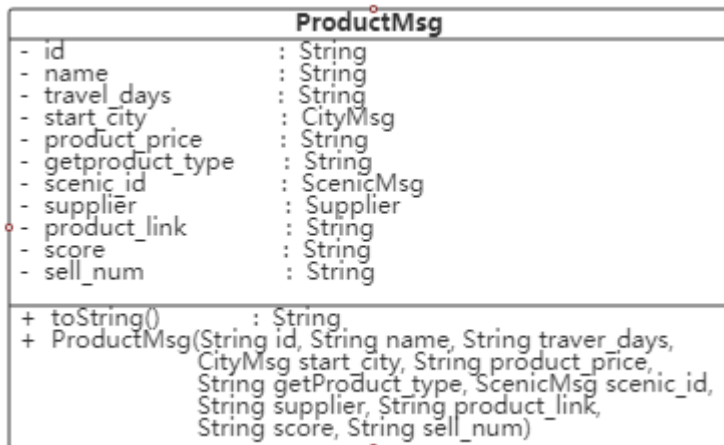 ProductMsg
- id : String
- name : String
- travel_days : String
- start_city : CityMsg
- product_price : String
- getproduct_type : String
- scenic_id : ScenicMsg
- supplier : Supplier
- product_link : String
- score : String
- sell_num : String
+ toString() : String
+ ProductMsg(String id, String name, String traver_days,
CityMsg start_city, String product_price,
String getProduct_type, ScenicMsg scenic_id,
String supplier, String product_link,
String score, String sell_num)